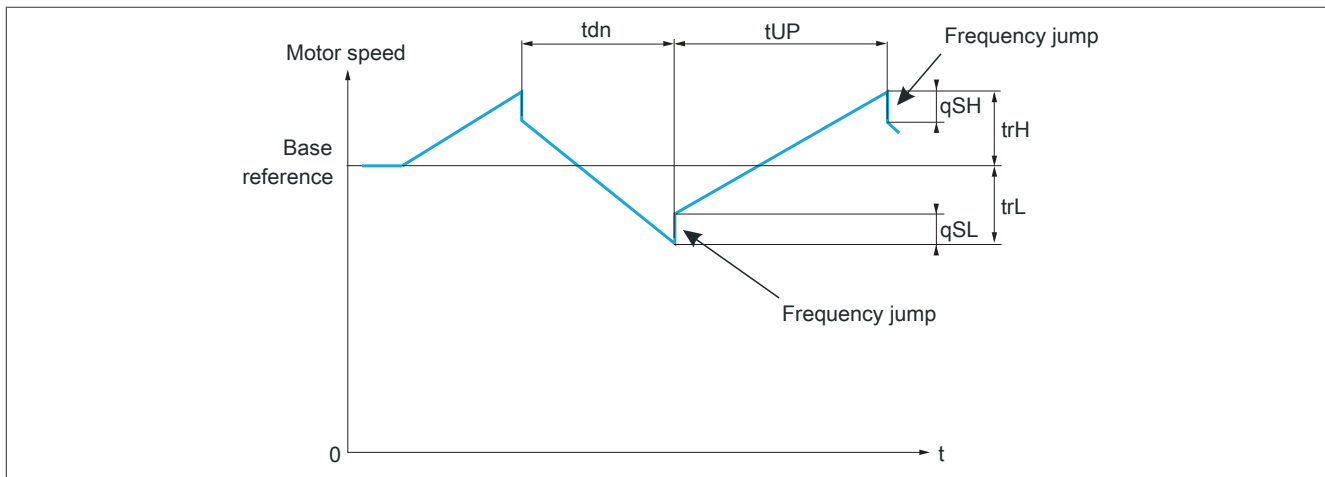 tdn
tUP
Frequency jump
Motor speed
qSH
trH
Base
reference
trL
qSL
Frequency jump
0
t